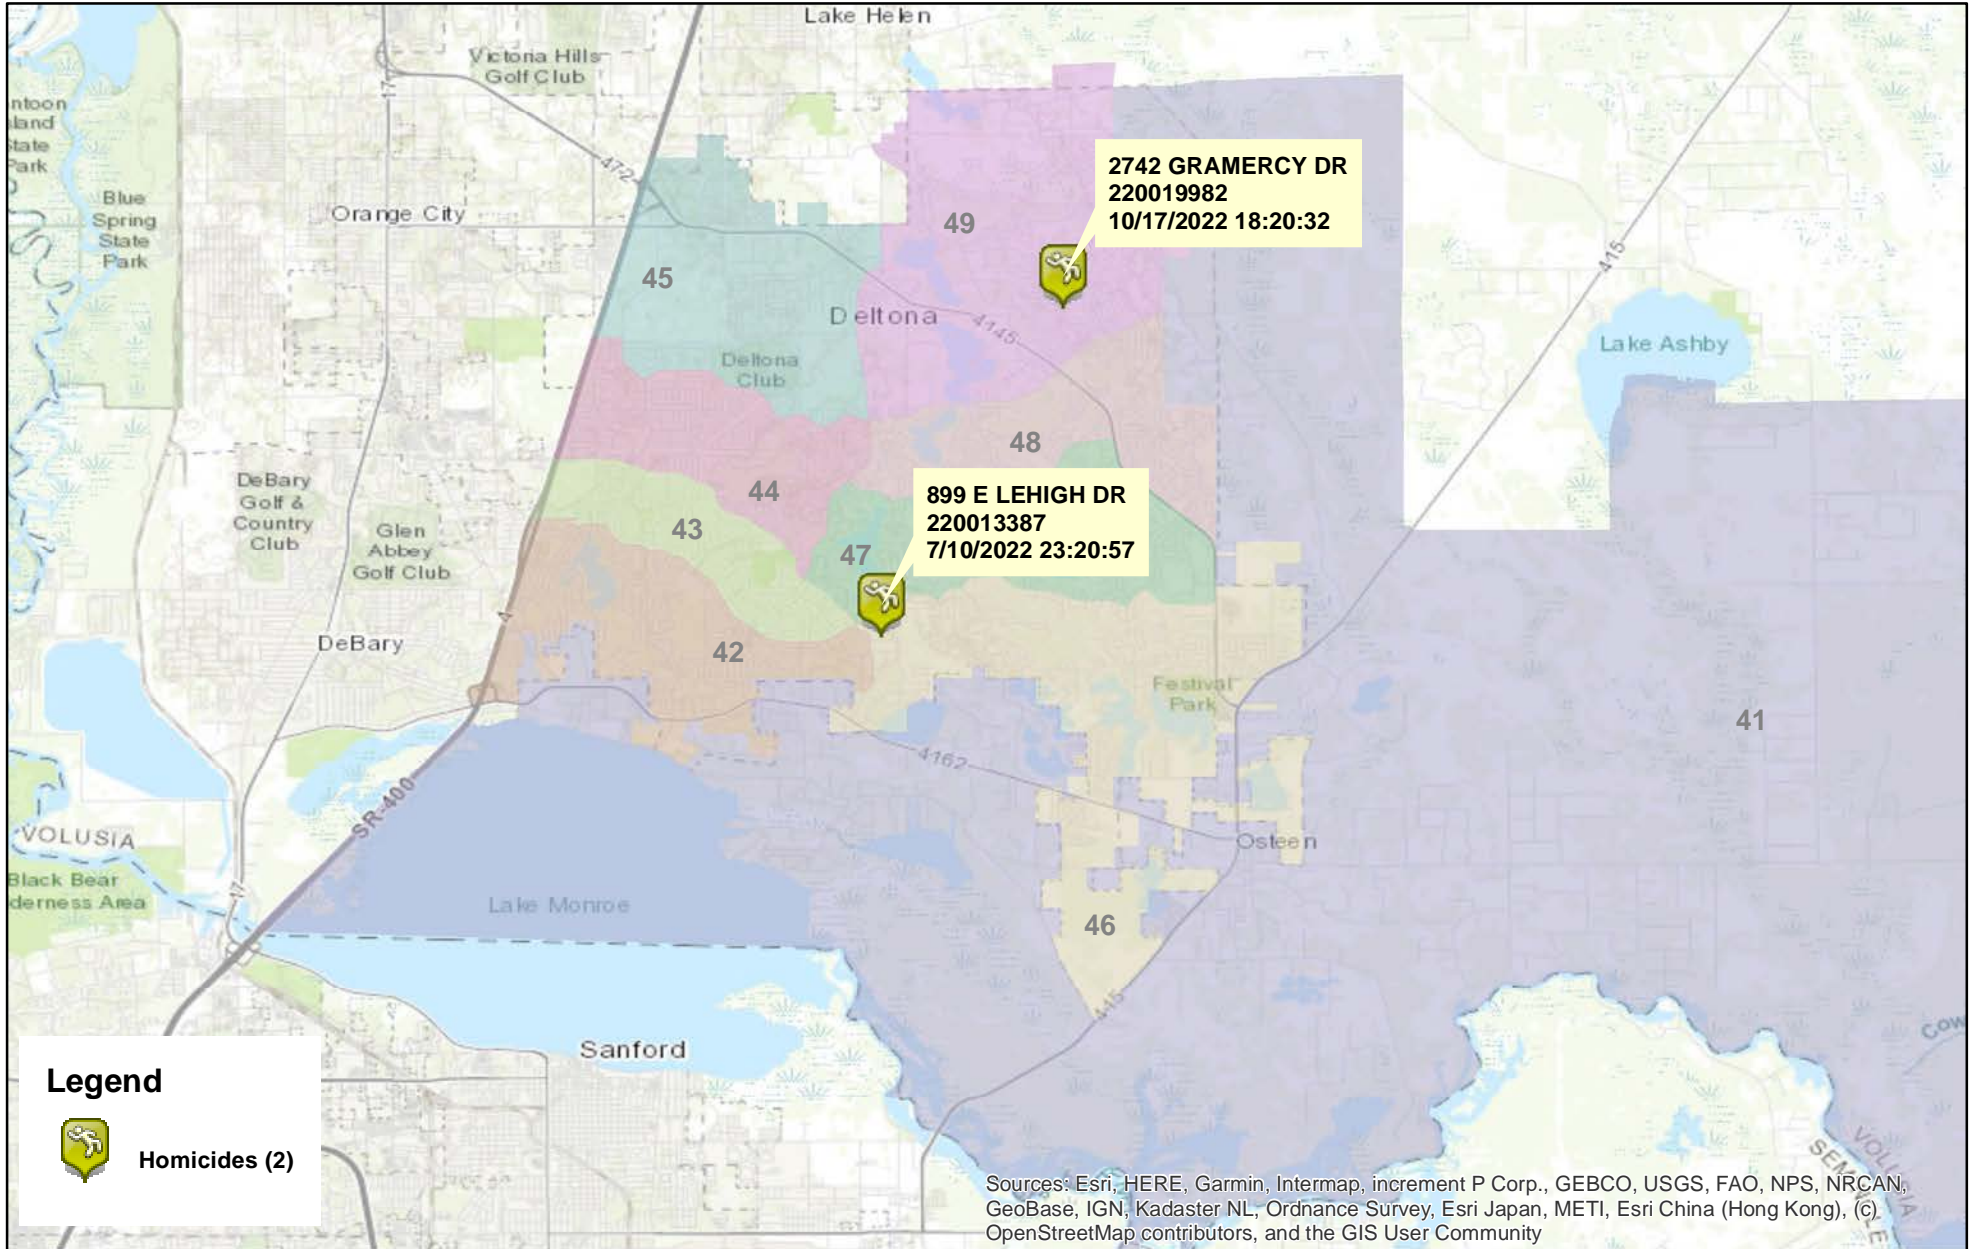 Lake Helen
Victoria Hills
Golf Club
17
ntoon
sland
State
Park
472
Blue
Spring
State
Park
Orange City
2742 GRAMERCY DR
220019982
10/17/2022 18:20:32
49
45
415
Deltona
4145
Lake Ashby
Deltona
Club
48
DeBary
Golf &
Country
Club
44
899 E LEHIGH DR
220013387
7/10/2022 23:20:57
43
Glen
Abbey
Golf Club
47
4
DeBary
42
Festival
Park
41
4162
SR-400
VOLUSIA
Osteen
Black Bear
derness Area
17
Lake Monroe
46
415
Sanford
Cow
Legend
Homicides (2)
VOLUSIA
SEMINOLE
Sources: Esri, HERE, Garmin, Intermap, increment P Corp., GEBCO, USGS, FAO, NPS, NRCAN,
GeoBase, IGN, Kadaster NL, Ordnance Survey, Esri Japan, METI, Esri China (Hong Kong), (c)
OpenStreetMap contributors, and the GIS User Community